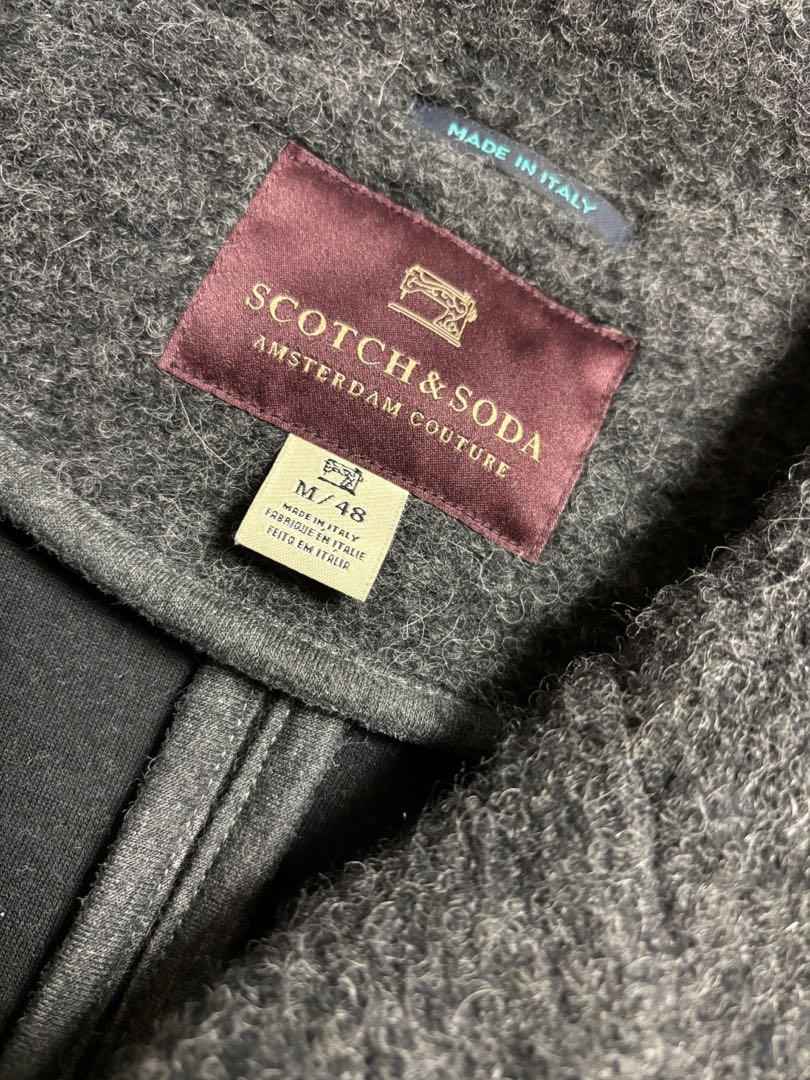 MADE IN ITALY
SCOTCH & SODA
AMSTERDAM COUTURE
M/48
MADE IN ITALY
FABRIQUE EN ITALIE
FEITO EM ITALIA